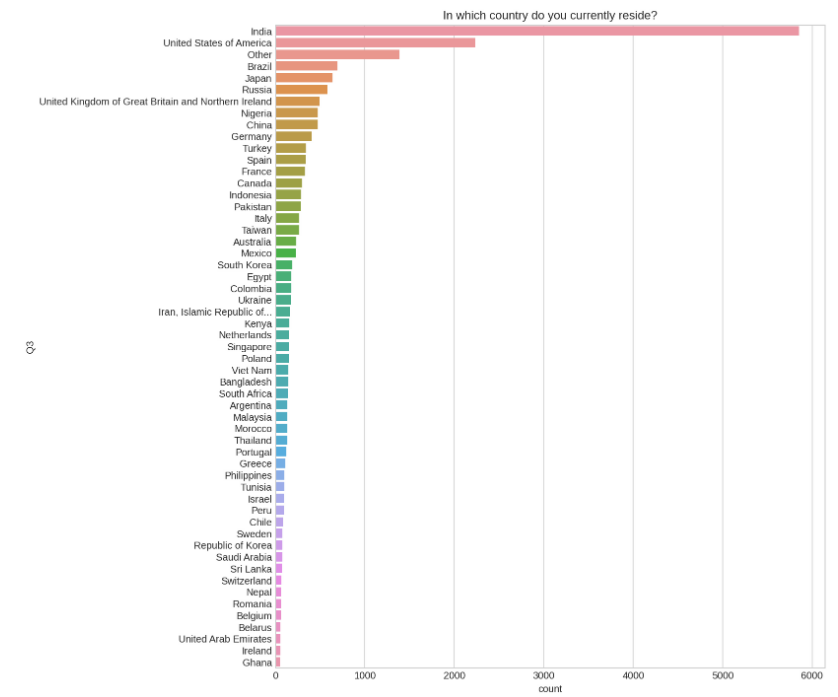 In which country do you currently reside?
India
United States of America
Other
Brazil
Japan
Russia
United Kingdom of Great Britain and Northern Ireland
Nigeria
China
Germany
Turkey
Spain
France
Canada
Indonesia
Pakistan
Italy
Taiwan
Australia
Mexico
South Korea
Egypt
Colombia
Ukraine
Iran, Islamic Republic of...
Kenya
Netherlands
Singapore
Poland
Viet Nam
Bangladesh
South Africa
Argentina
Malaysia
Morocco
Thailand
Portugal
Greece
Philippines
Tunisia
Israel
Peru
Chile
Sweden
Republic of Korea
Saudi Arabia
Sri Lanka
Switzerland
Nepal
Romania
Belgium
Belarus
United Arab Emirates
Ireland
Ghana
Q3
0 1000 2000 3000 4000 5000 6000
count